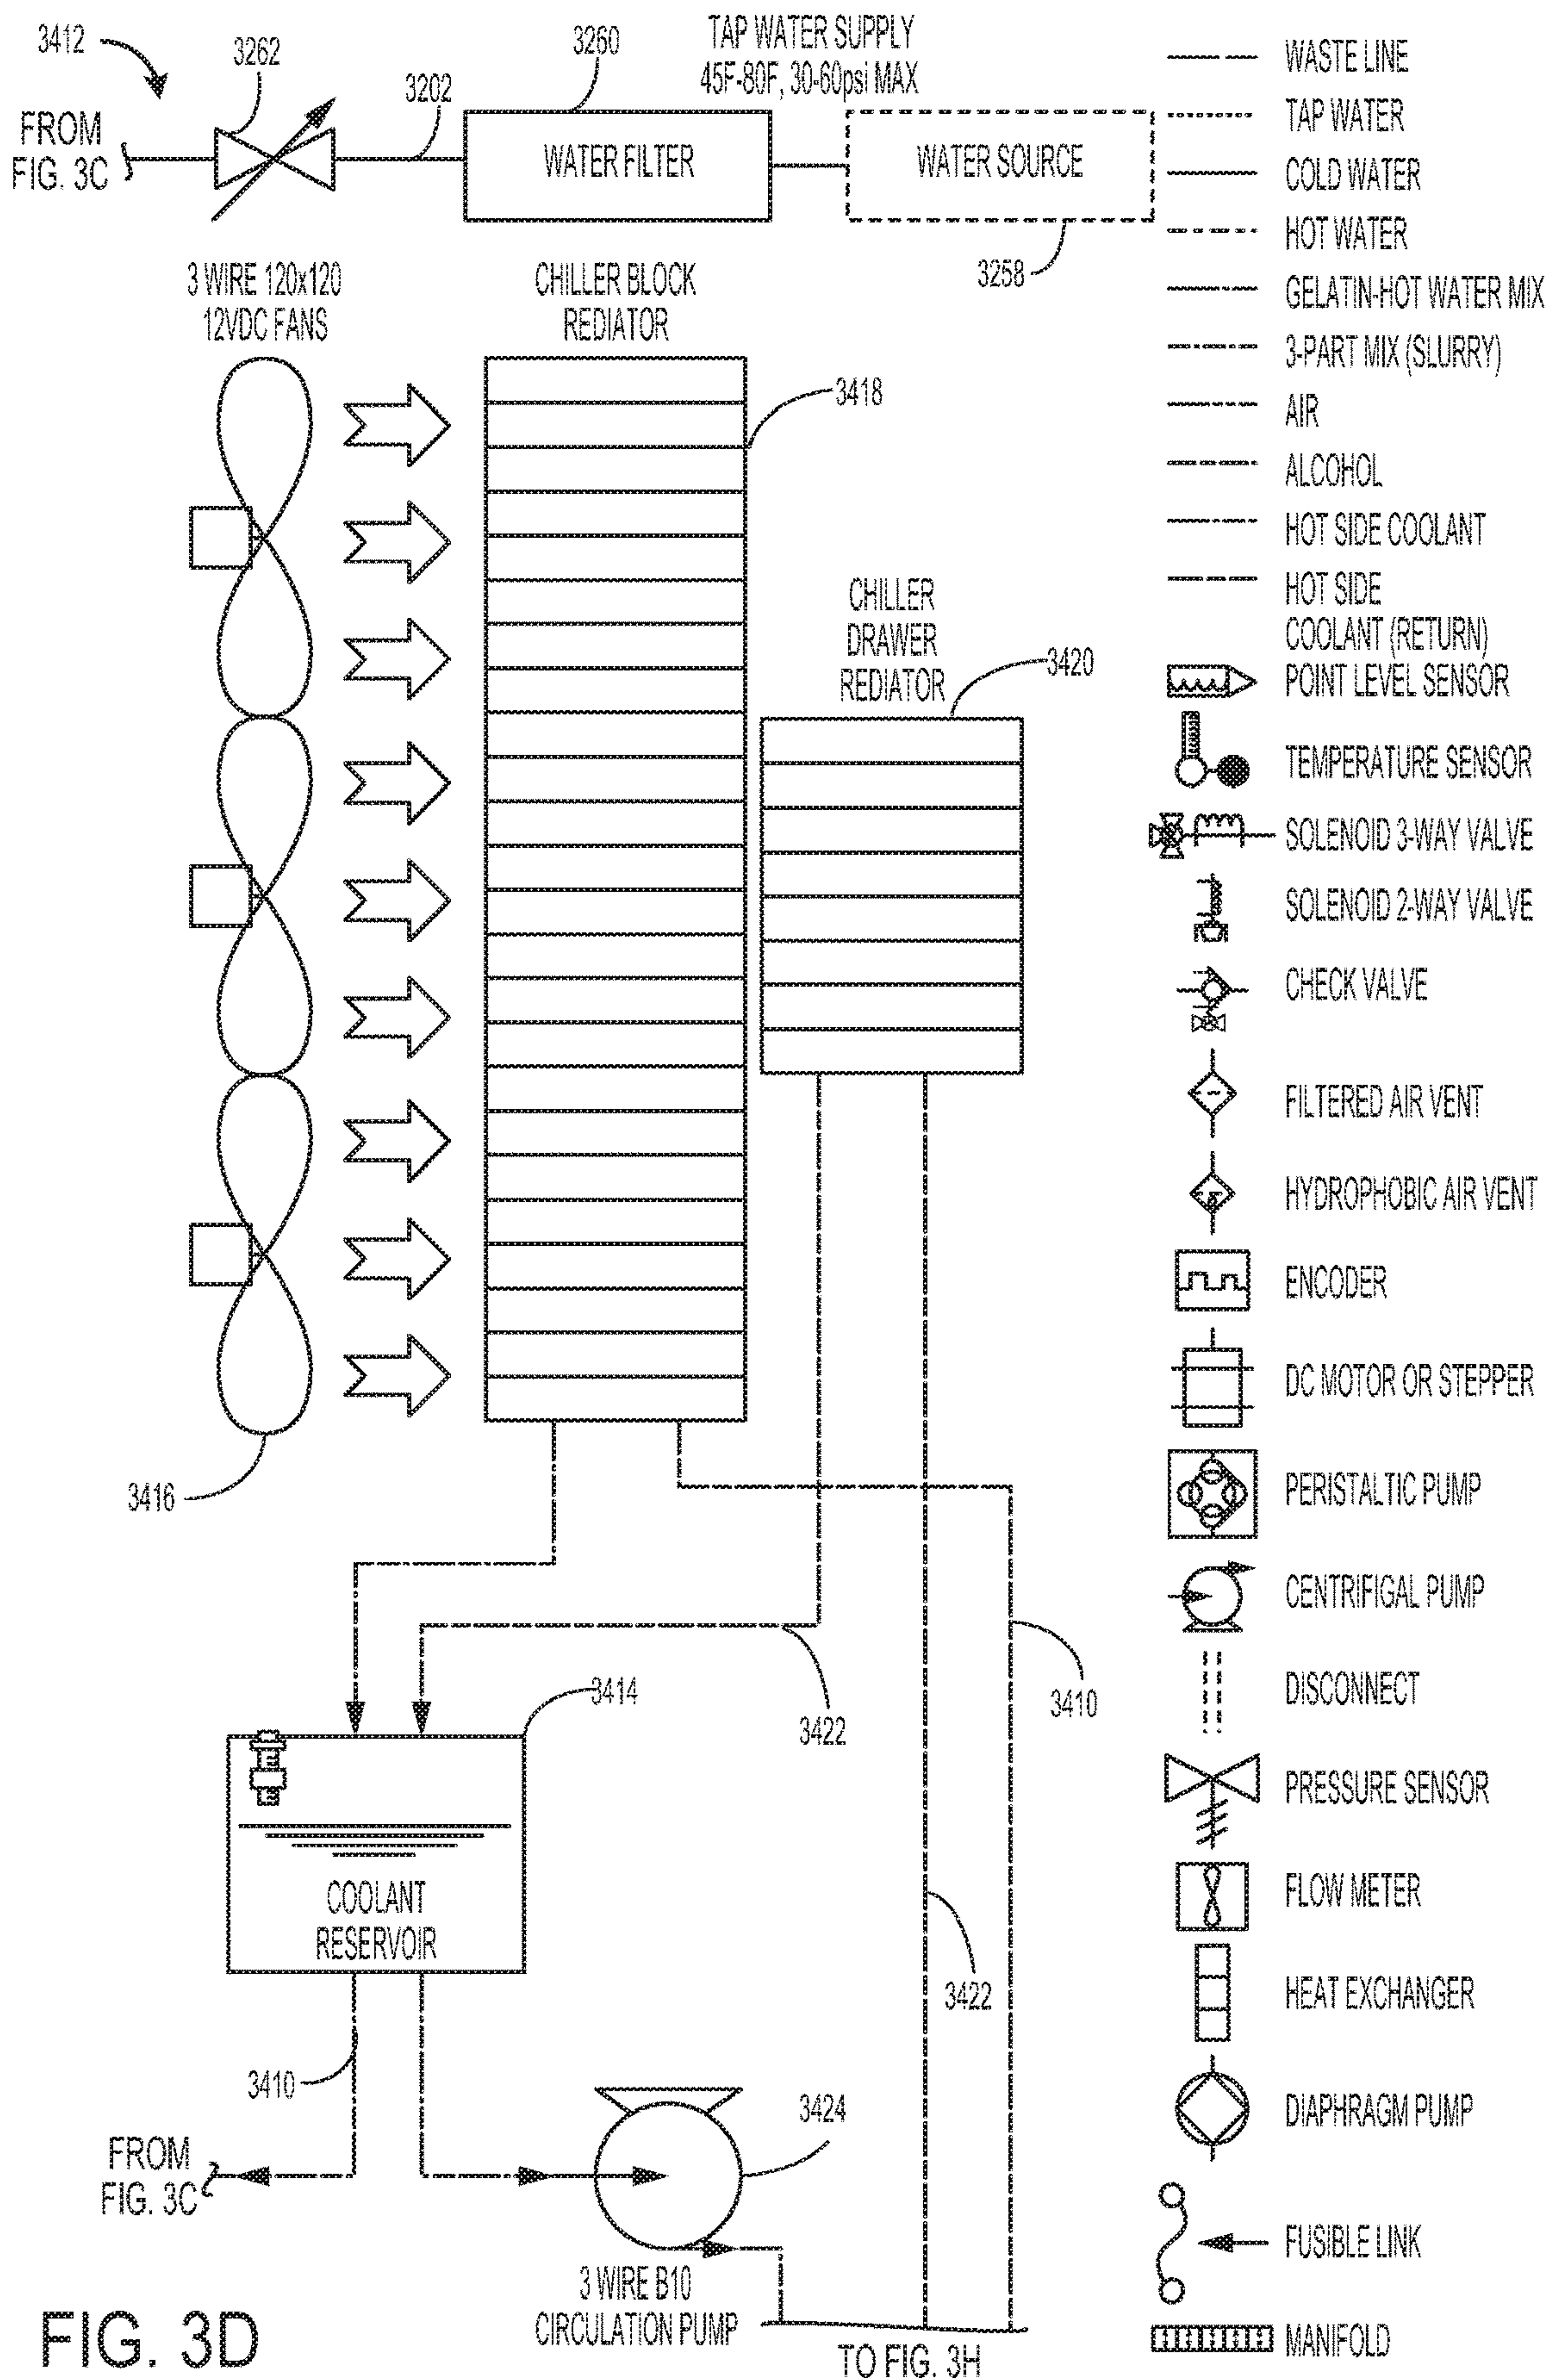 3412
3262
3202
3260
TAP WATER SUPPLY
45F-80F, 30-60psi MAX
FROM
FIG. 3C
WATER FILTER
WATER SOURCE
3258
3 WIRE 120x120
12VDC FANS
CHILLER BLOCK
REDIATOR
3418
CHILLER
DRAWER
REDIATOR
3420
3416
3414
3422
3410
COOLANT
RESERVOIR
3422
3410
3424
FROM
FIG. 3C
3 WIRE B10
CIRCULATION PUMP
TO FIG. 3H
FIG. 3D
WASTE LINE
TAP WATER
COLD WATER
HOT WATER
GELATIN-HOT WATER MIX
3-PART MIX (SLURRY)
AIR
ALCOHOL
HOT SIDE COOLANT
HOT SIDE
COOLANT (RETURN)
POINT LEVEL SENSOR
TEMPERATURE SENSOR
SOLENOID 3-WAY VALVE
SOLENOID 2-WAY VALVE
CHECK VALVE
FILTERED AIR VENT
HYDROPHOBIC AIR VENT
ENCODER
DC MOTOR OR STEPPER
PERISTALTIC PUMP
CENTRIFIGAL PUMP
DISCONNECT
PRESSURE SENSOR
FLOW METER
HEAT EXCHANGER
DIAPHRAGM PUMP
FUSIBLE LINK
MANIFOLD